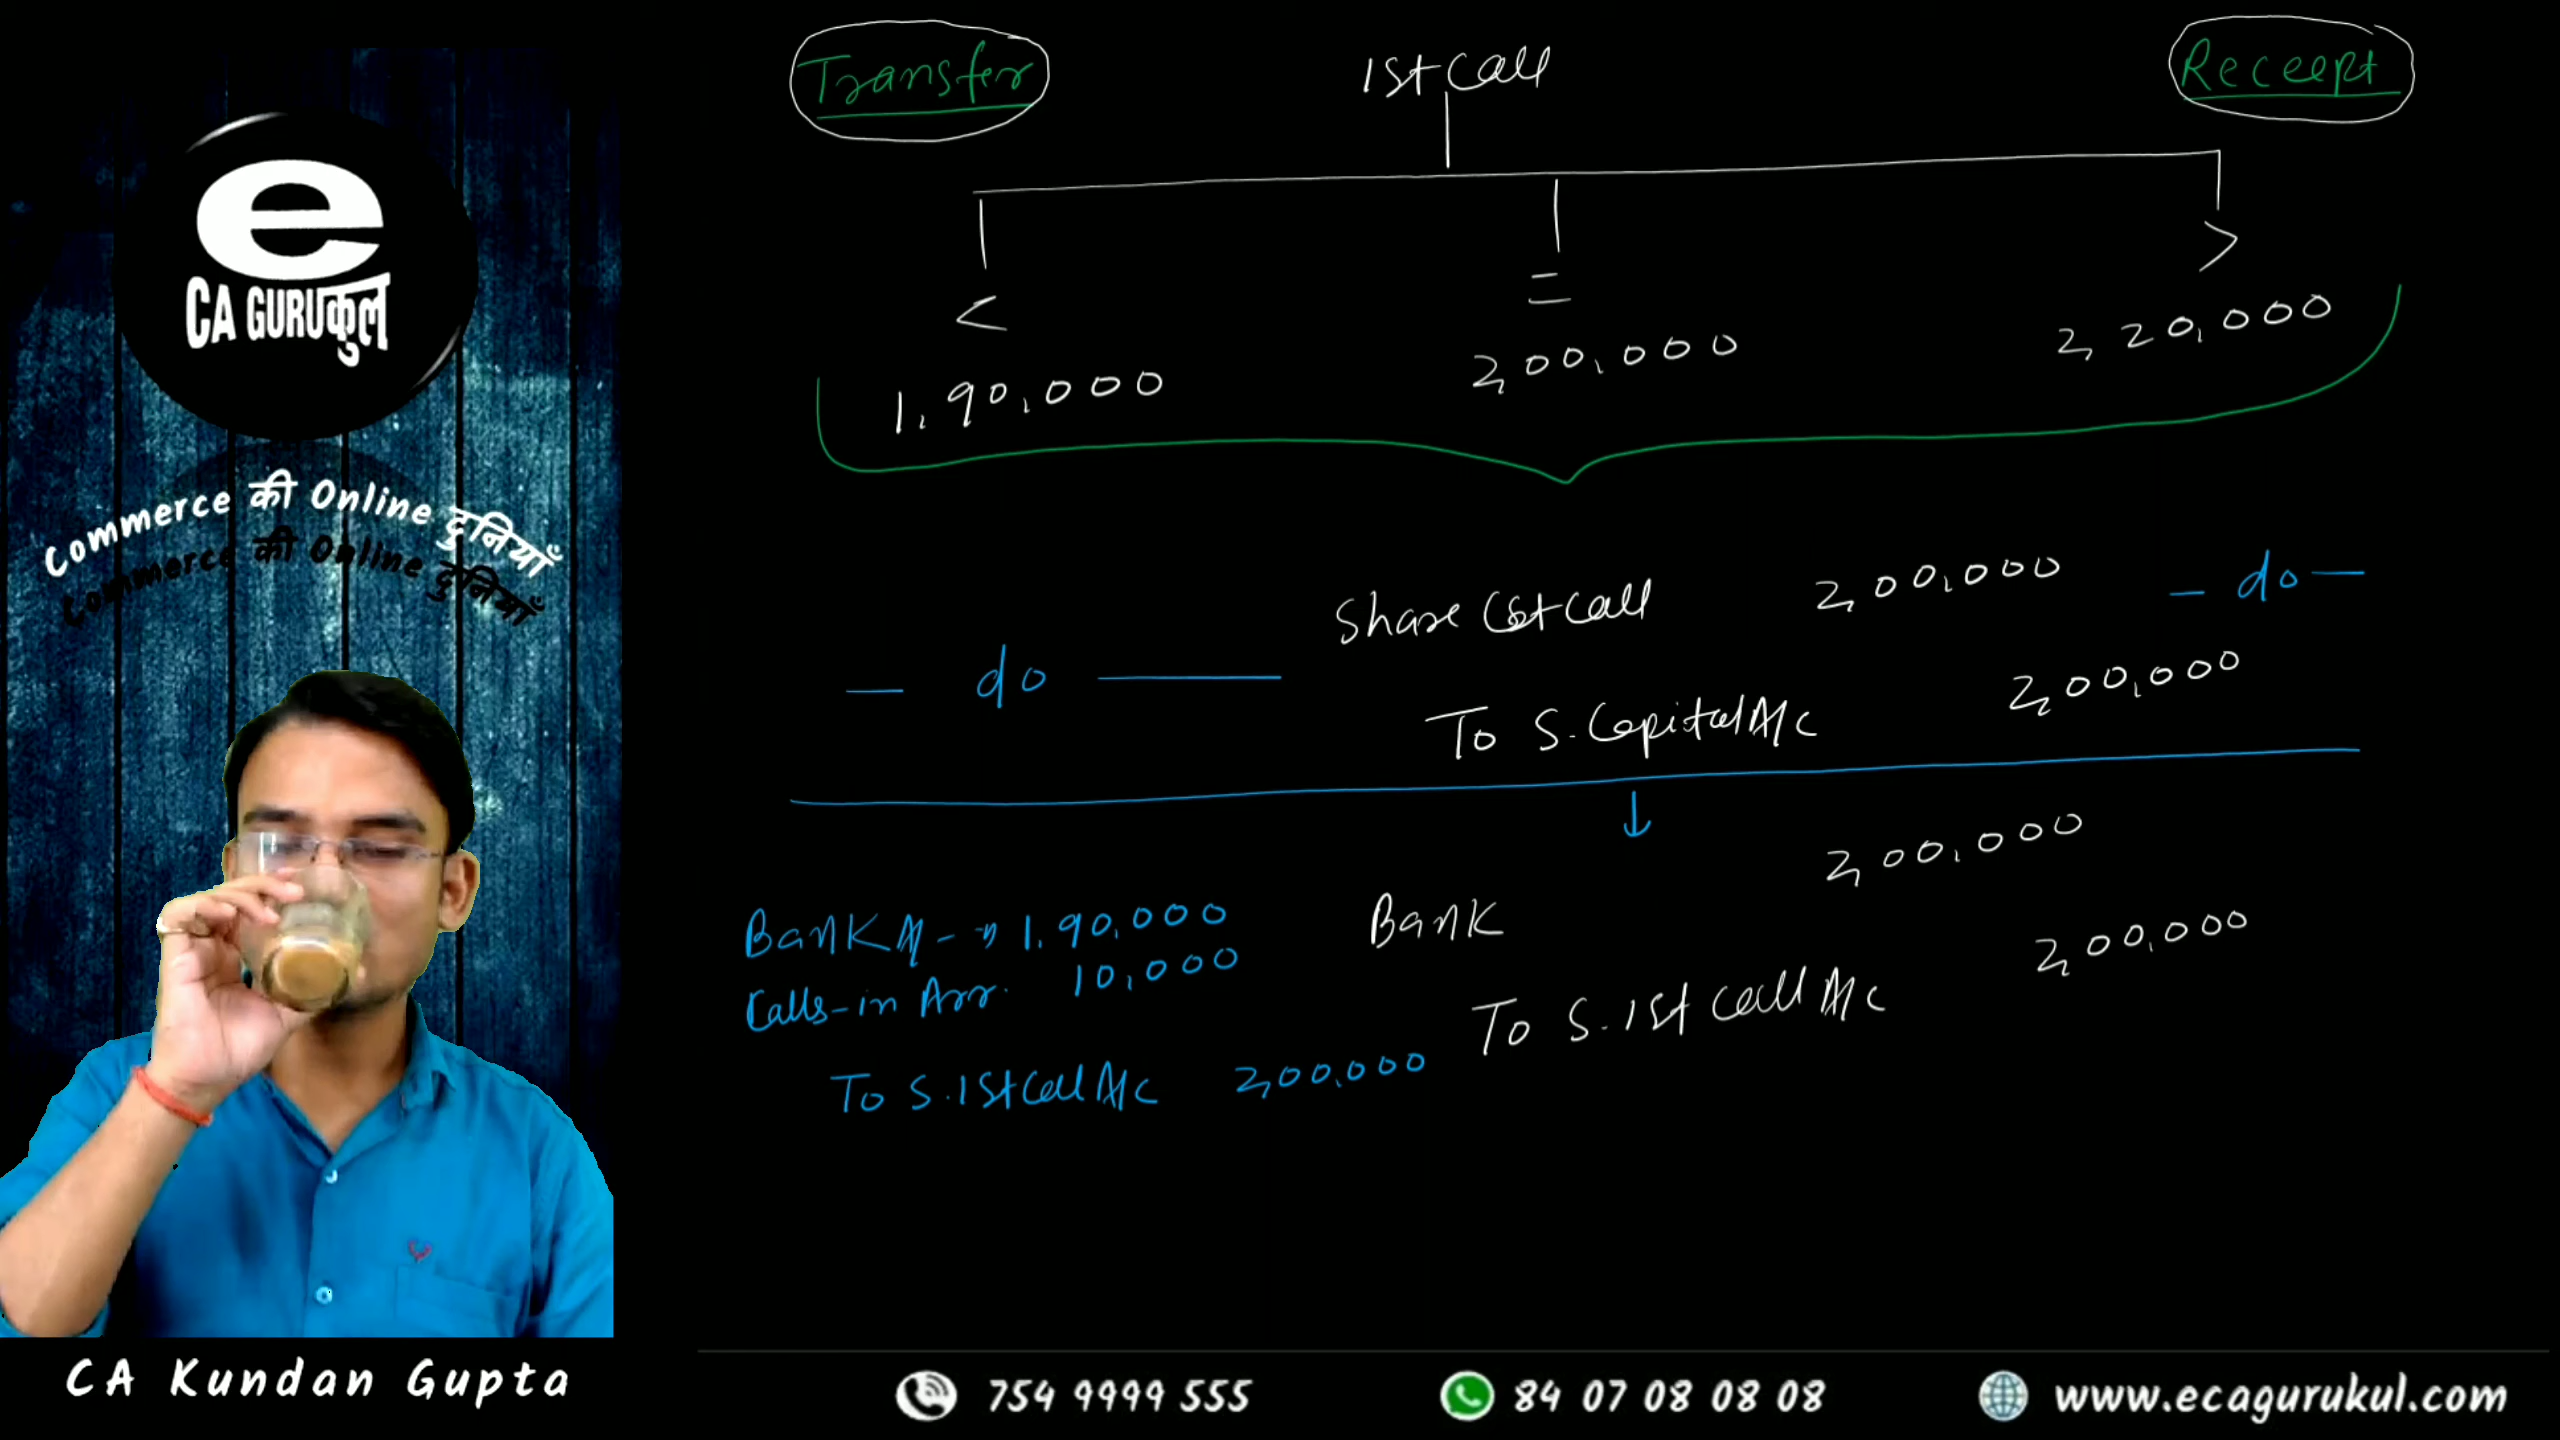 Transfer
1st Call
Receipt
<
=
>
1,90,000
2,00,000
2,20,000
Share 1st Call 2,00,000
- do -
- do -
To S. Capital A/c 2,00,000
Bank A/c 1,90,000
Calls-in Arr. 10,000
To S. 1st Call A/c 2,00,000
Bank 2,00,000
To S. 1st Call A/c 2,00,000
e
CA GURUकुल
Commerce की Online दुनियाँ
Commerce की Online दुनियाँ
CA Kundan Gupta
754 9999 555
84 07 08 08 08
www.ecagurukul.com